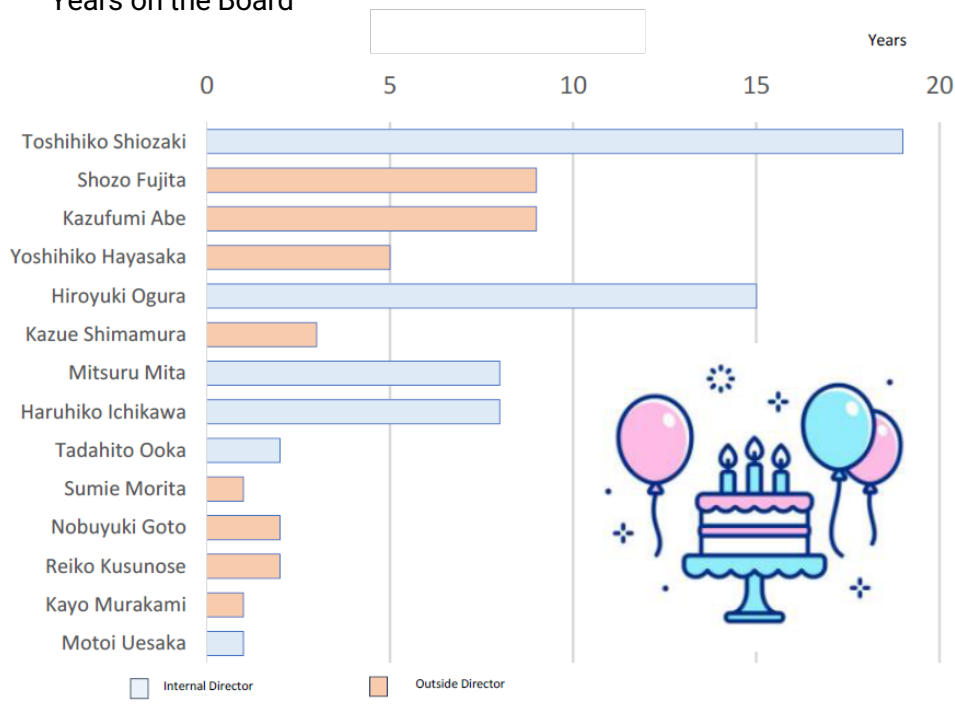 Years on the Board
Years
0 5 10 15 20
Toshihiko Shiozaki
Shozo Fujita
Kazufumi Abe
Yoshihiko Hayasaka
Hiroyuki Ogura
Kazue Shimamura
Mitsuru Mita
Haruhiko Ichikawa
Tadahito Ooka
Sumie Morita
Nobuyuki Goto
Reiko Kusunose
Kayo Murakami
Motoi Uesaka
Internal Director Outside Director